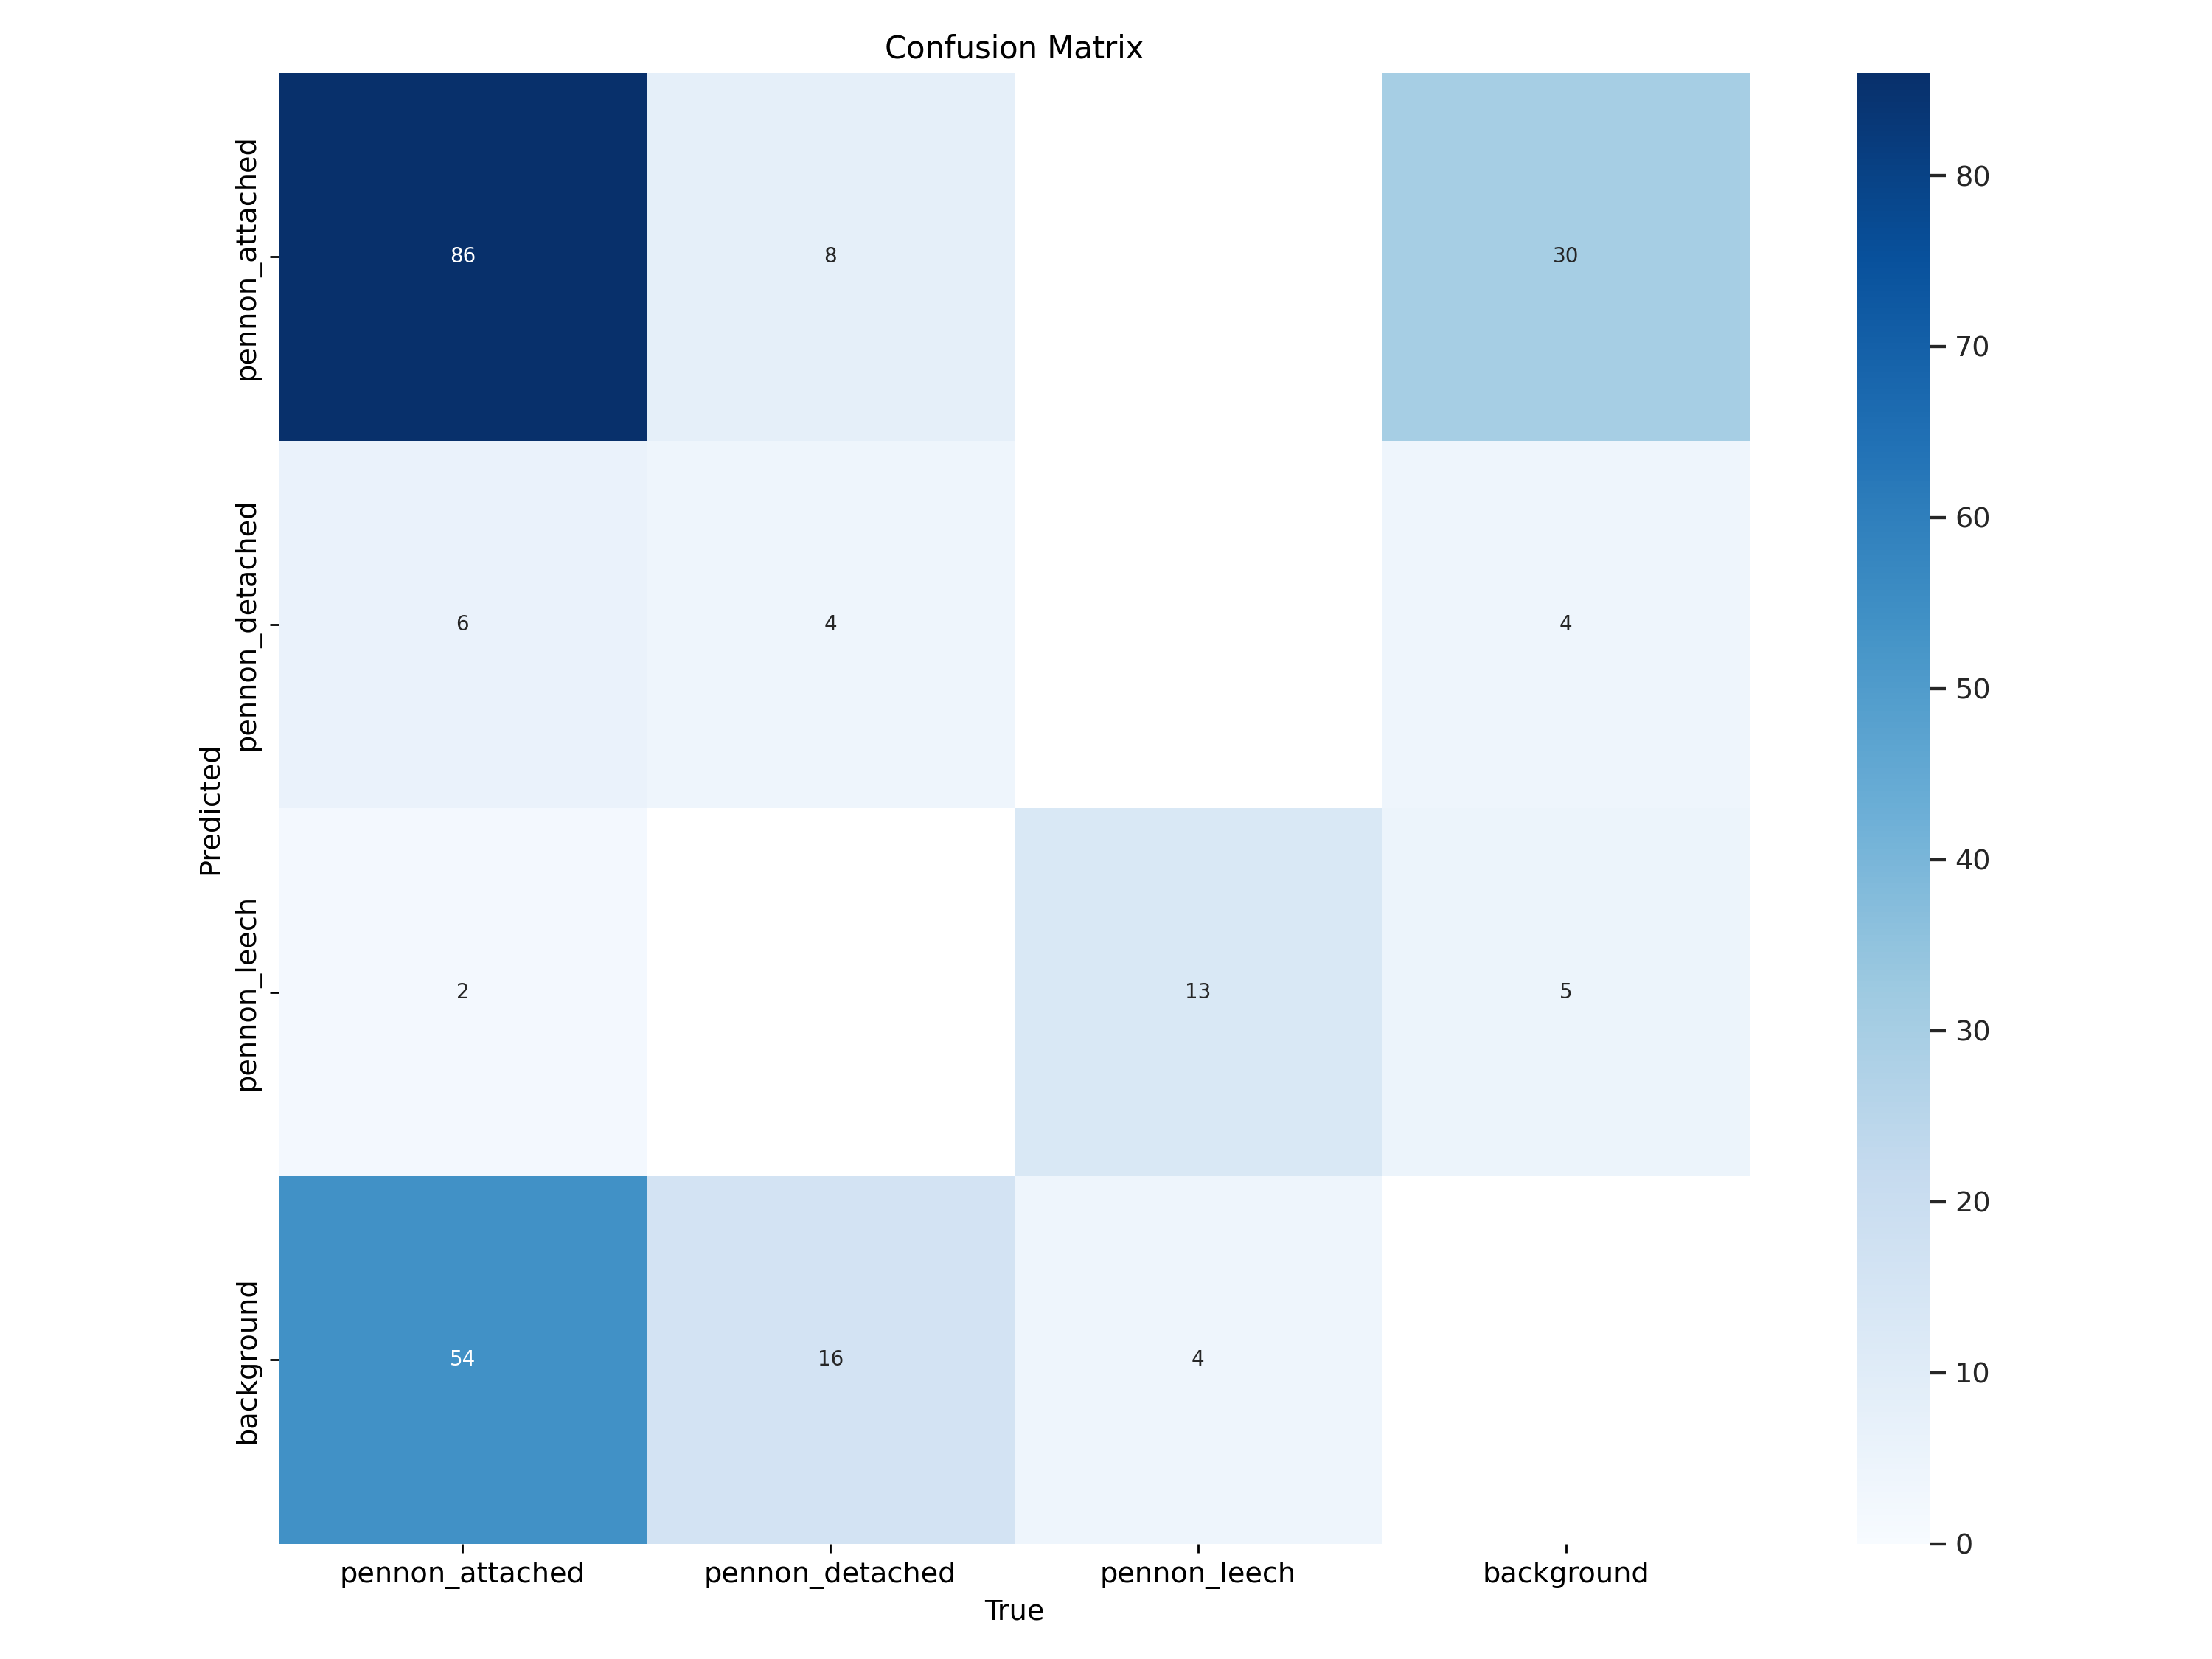 Confusion Matrix
pennon_attached
86
8
30
80
70
pennon_detached
6
4
4
60
50
Predicted
pennon_leech
2
13
5
40
30
background
54
16
4
20
10
0
pennon_attached
pennon_detached
pennon_leech
background
True